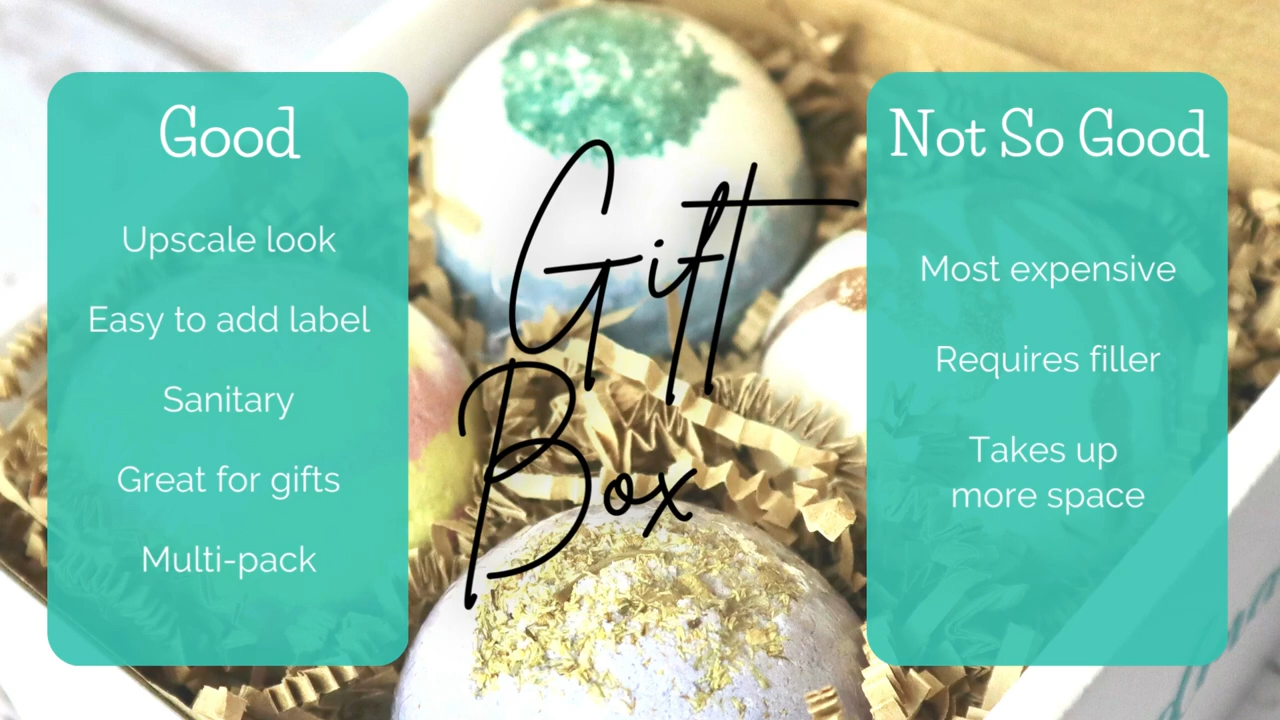 Good
Upscale look
Easy to add label
Sanitary
Great for gifts
Multi-pack
Gift
Box
Not So Good
Most expensive
Requires filler
Takes up
more space